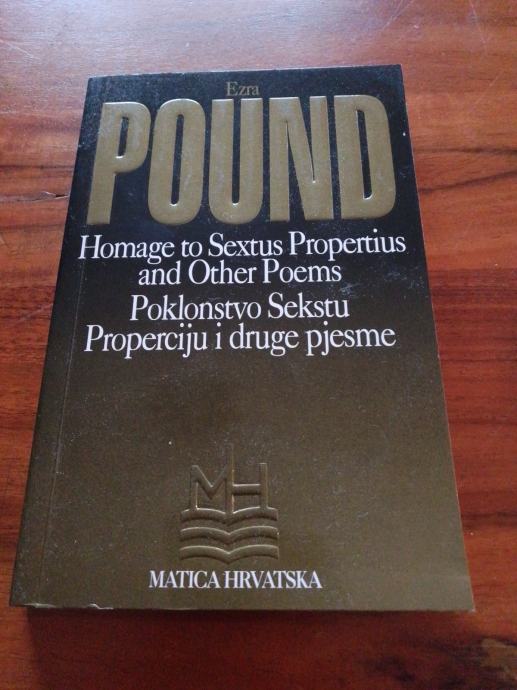 Ezra
POUND
Homage to Sextus Propertius
and Other Poems
Poklonstvo Sekstu
Properciju i druge pjesme
MH
MATICA HRVATSKA